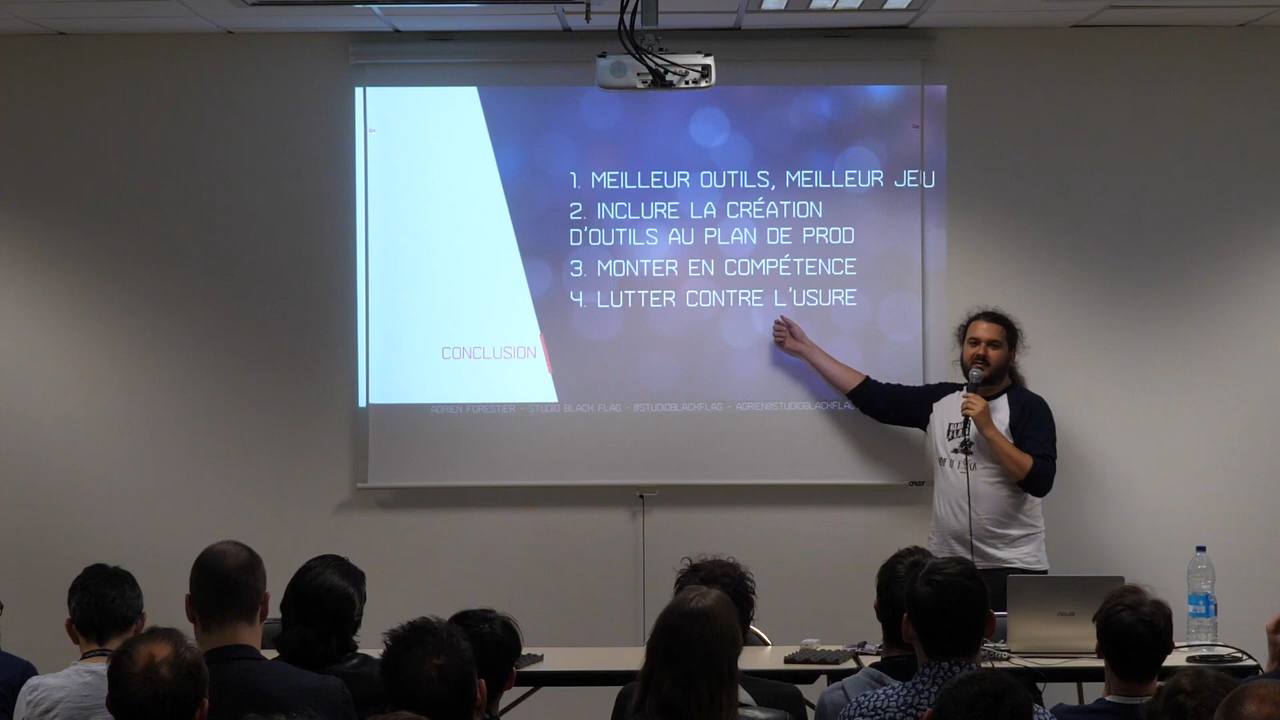 1. MEILLEUR OUTILS, MEILLEUR JEU
2. INCLURE LA CRÉATION
D'OUTILS AU PLAN DE PROD
3. MONTER EN COMPÉTENCE
4. LUTTER CONTRE L'USURE
CONCLUSION
ADRIEN FORESTIER - STUDIO BLACK FLAG - @STUDIOBLACKFLAG - ADRIEN@STUDIOBLACKFLAG
ASUS